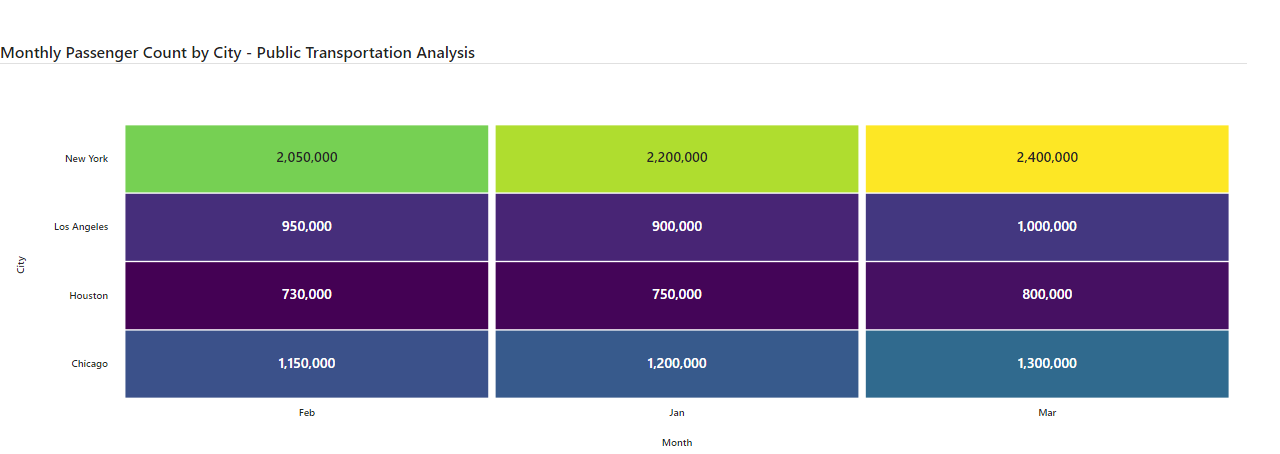 Monthly Passenger Count by City - Public Transportation Analysis
New York 2,050,000 2,200,000 2,400,000
Los Angeles 950,000 900,000 1,000,000
City
Houston 730,000 750,000 800,000
Chicago 1,150,000 1,200,000 1,300,000
Feb Jan Mar
Month